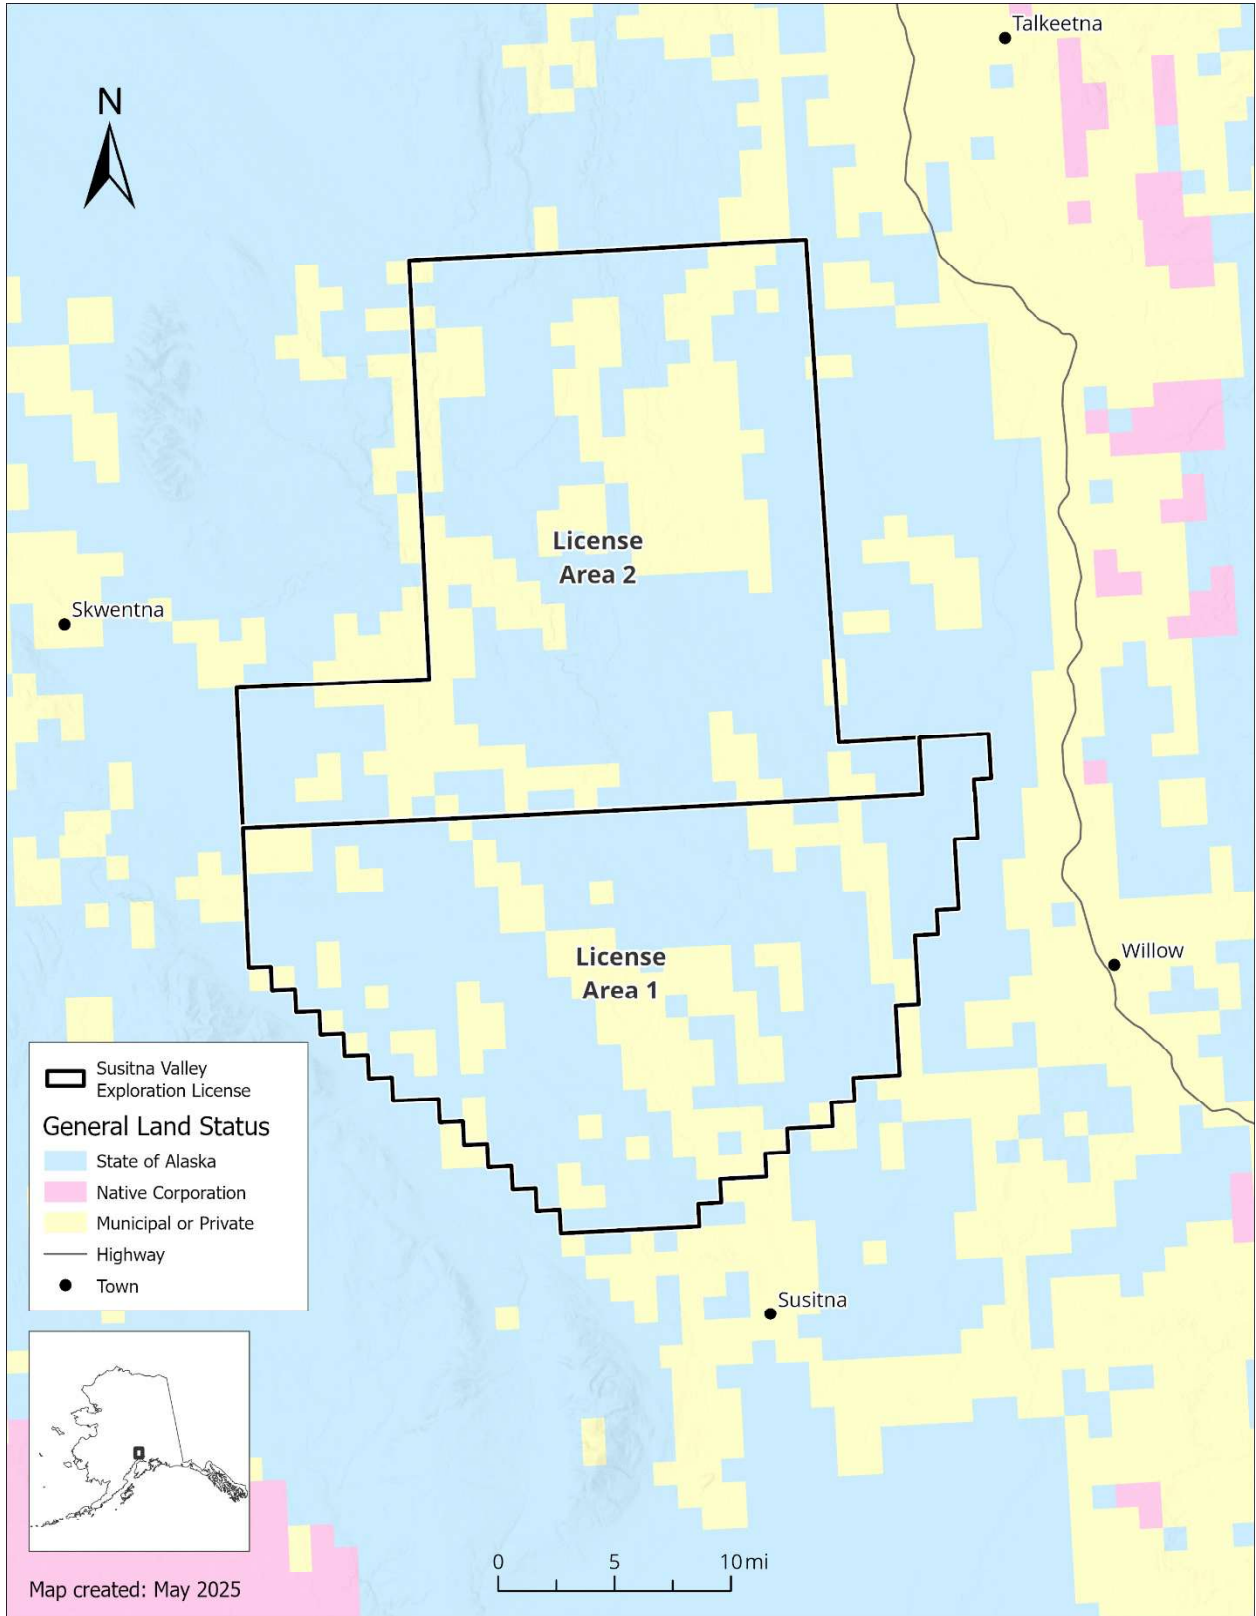 Talkeetna
N
License
Area 2
Skwentna
License
Area 1
Willow
Susitna Valley
Exploration License
General Land Status
State of Alaska
Native Corporation
Municipal or Private
Highway
Town
Susitna
0 5 10 mi
Map created: May 2025